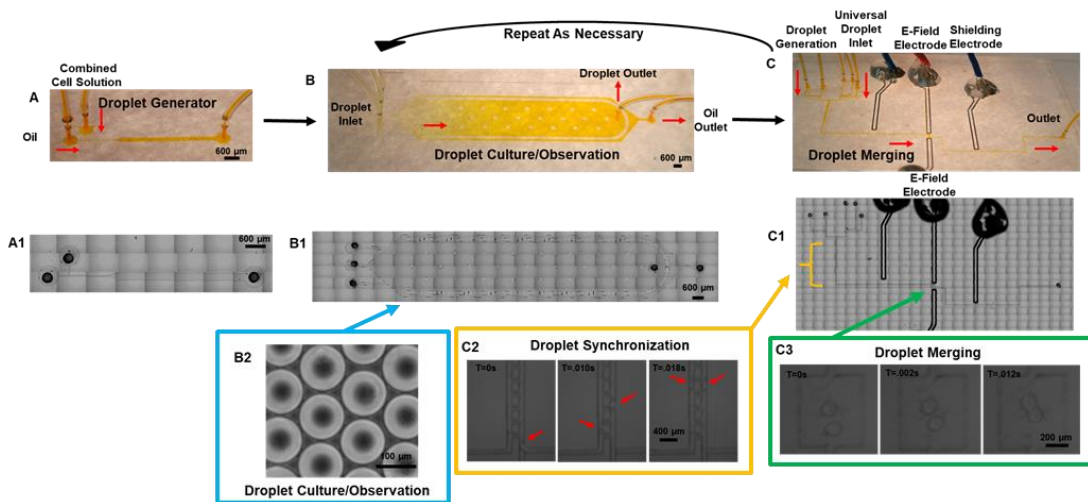 Repeat As Necessary
A
Combined
Cell Solution
Droplet Generator
Oil
600 µm
B
Droplet
Inlet
Droplet Outlet
Oil
Outlet
Droplet Culture/Observation
600 µm
C
Droplet
Generation
Universal
Droplet
Inlet
E-Field
Electrode
Shielding
Electrode
Outlet
Droplet Merging
E-Field
Electrode
A1
600 µm
B1
600 µm
C1
B2
100 µm
Droplet Culture/Observation
C2
Droplet Synchronization
T=0s
T=.010s
T=.018s
400 µm
C3
Droplet Merging
T=0s
T=.002s
T=.012s
200 µm